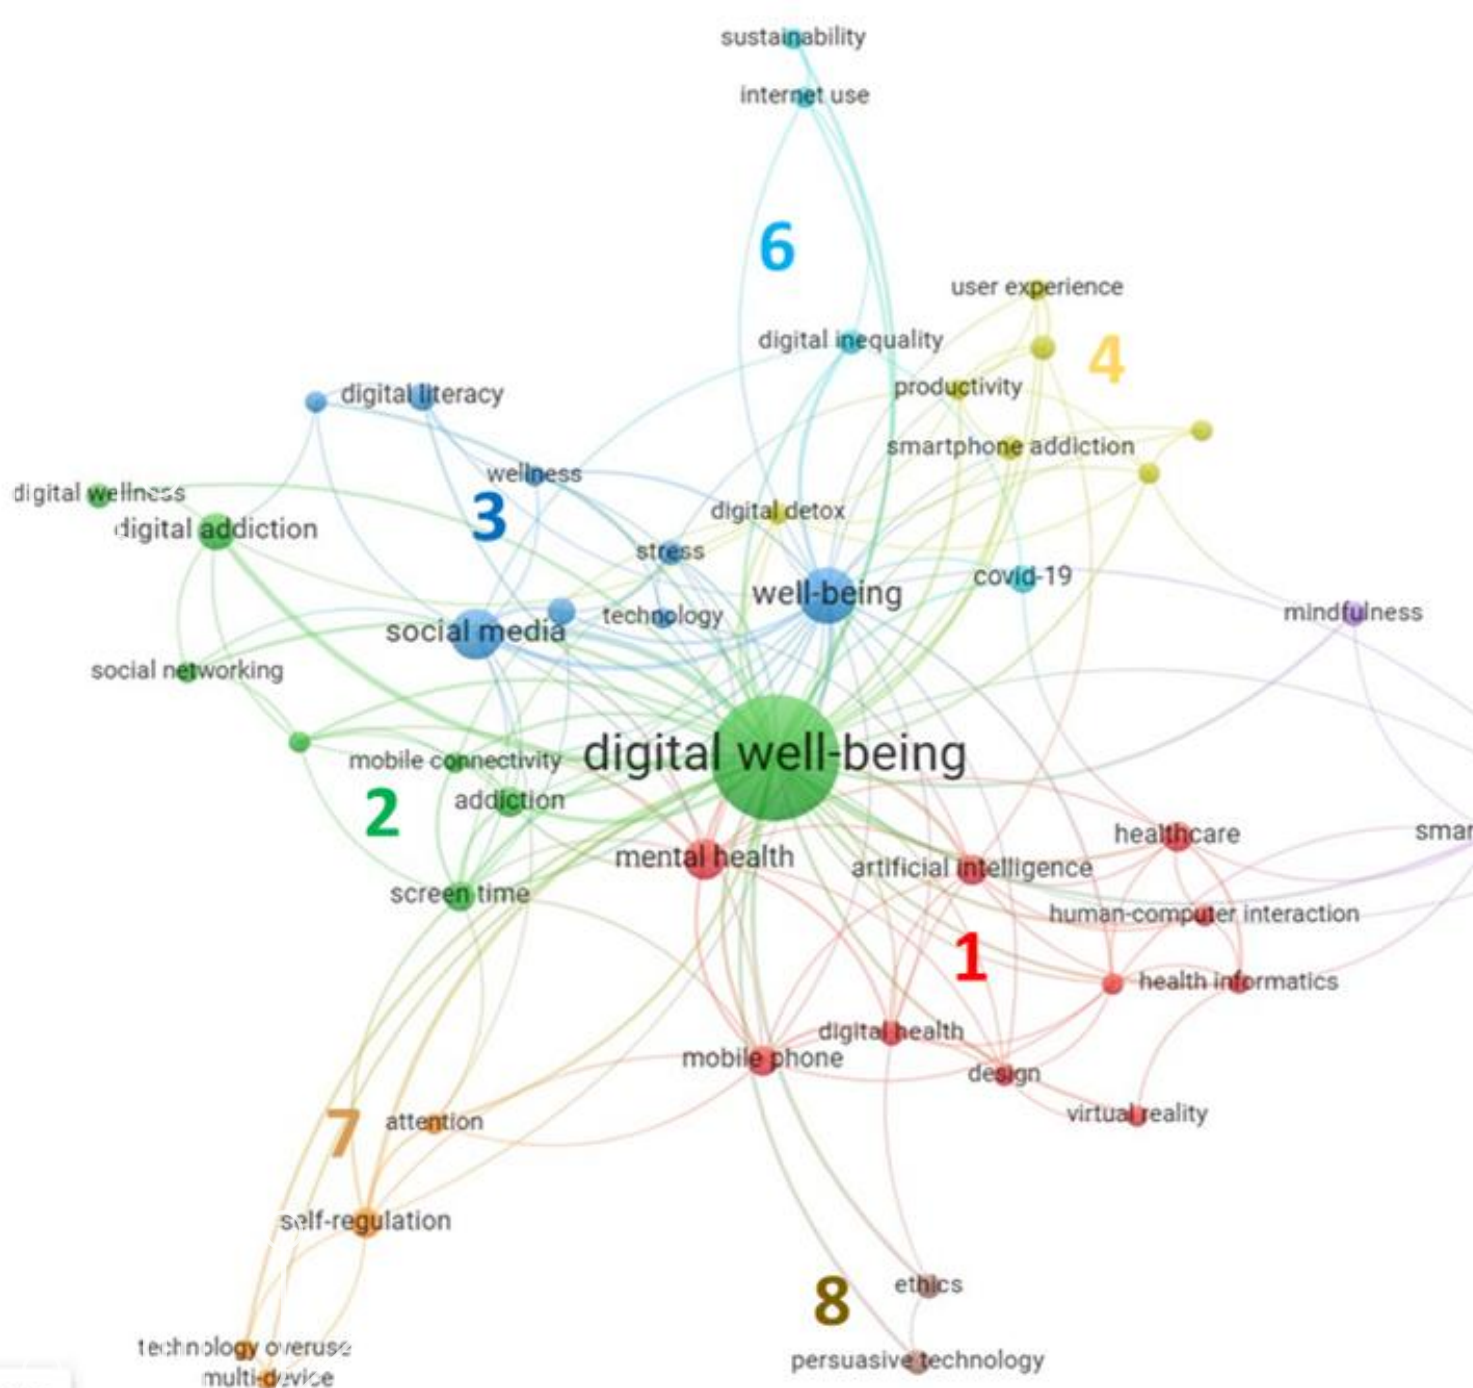 sustainability
internet use
6
user experience
digital inequality
4
productivity
digital literacy
smartphone addiction
wellness
digital wellness
3
digital detox
digital addiction
stress
covid-19
well-being
mindfulness
technology
social media
social networking
digital well-being
mobile connectivity
addiction
2
healthcare
smar
mental health
artificial intelligence
screen time
human-computer interaction
1
health informatics
digital health
mobile phone
design
virtual reality
attention
7
self-regulation
ethics
8
technology overuse
persuasive technology
multi-device